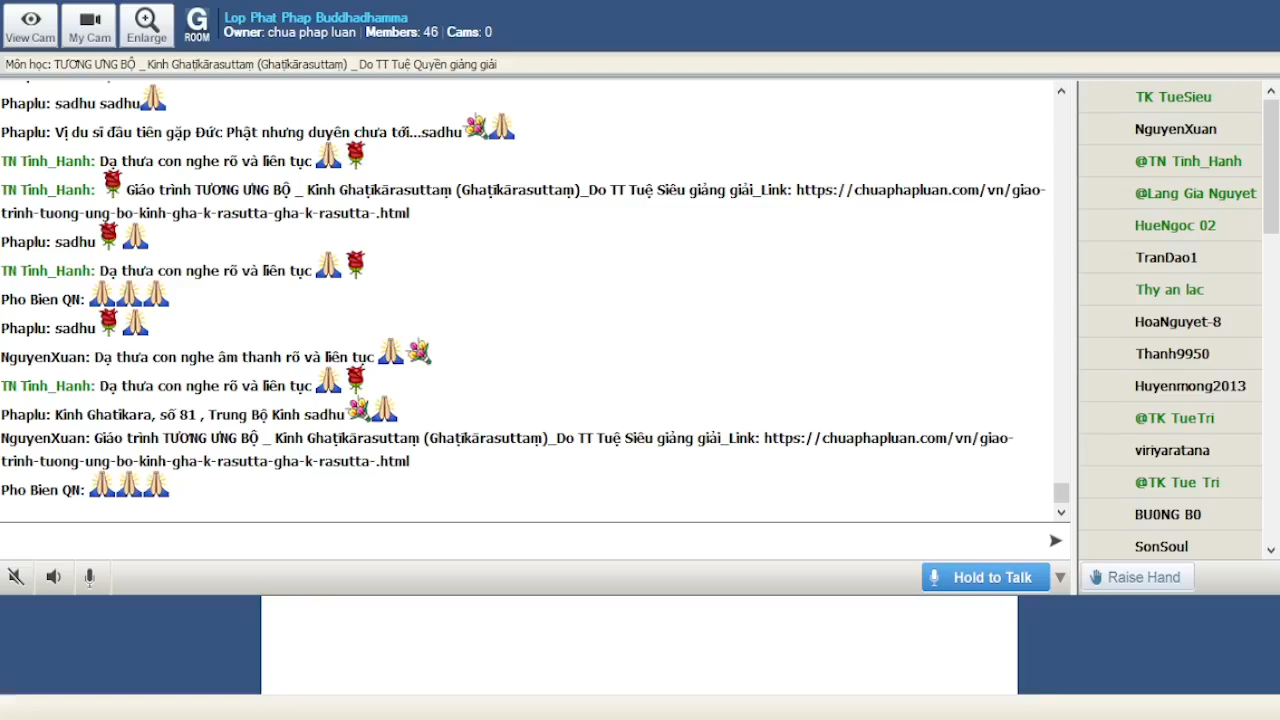 View Cam
My Cam
Enlarge
G
ROOM
Lop Phat Phap Buddhadhamma
Owner: chua phap luan | Members: 46 | Cams: 0
Môn học: TƯƠNG ƯNG BỘ _ Kinh Ghaṭikārasuttaṃ (Ghaṭīkārasuttaṃ) _ Do TT Tuệ Quyền giảng giải
Phaplu: sadhu sadhu
Phaplu: Vị du sĩ đầu tiên gặp Đức Phật nhưng duyên chưa tới...sadhu
TN Tinh_Hanh: Dạ thưa con nghe rõ và liên tục
TN Tinh_Hanh: Giáo trình TƯƠNG ƯNG BỘ _ Kinh Ghaṭikārasuttaṃ (Ghaṭīkārasuttaṃ)_Do TT Tuệ Siêu giảng giải_Link: https://chuaphapluan.com/vn/giao-
trinh-tuong-ung-bo-kinh-gha-k-rasutta-gha-k-rasutta-.html
Phaplu: sadhu
TN Tinh_Hanh: Dạ thưa con nghe rõ và liên tục
Pho Bien QN:
Phaplu: sadhu
NguyenXuan: Dạ thưa con nghe âm thanh rõ và liên tục
TN Tinh_Hanh: Dạ thưa con nghe rõ và liên tục
Phaplu: Kinh Ghatikara, số 81 , Trung Bộ Kinh sadhu
NguyenXuan: Giáo trình TƯƠNG ƯNG BỘ _ Kinh Ghaṭikārasuttaṃ (Ghaṭīkārasuttaṃ)_Do TT Tuệ Siêu giảng giải_Link: https://chuaphapluan.com/vn/giao-
trinh-tuong-ung-bo-kinh-gha-k-rasutta-gha-k-rasutta-.html
Pho Bien QN:
Hold to Talk
TK TueSieu
NguyenXuan
@TN Tinh_Hanh
@Lang Gia Nguyet
HueNgoc 02
TranDao1
Thy an lac
HoaNguyet-8
Thanh9950
Huyenmong2013
@TK TueTri
viriyaratana
@TK Tue Tri
BU0NG B0
SonSoul
Raise Hand